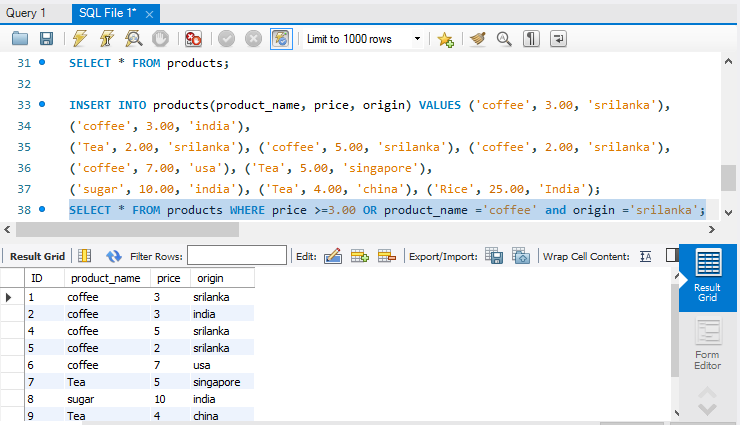 Query 1 SQL File 1*
Limit to 1000 rows
31 SELECT * FROM products;
32
33 INSERT INTO products(product_name, price, origin) VALUES ('coffee', 3.00, 'srilanka'),
34 ('coffee', 3.00, 'india'),
35 ('Tea', 2.00, 'srilanka'), ('coffee', 5.00, 'srilanka'), ('coffee', 2.00, 'srilanka'),
36 ('coffee', 7.00, 'usa'), ('Tea', 5.00, 'singapore'),
37 ('sugar', 10.00, 'india'), ('Tea', 4.00, 'china'), ('Rice', 25.00, 'India');
38 SELECT * FROM products WHERE price >=3.00 OR product_name ='coffee' and origin ='srilanka';
Result Grid Filter Rows: Edit: Export/Import: Wrap Cell Content: IA
ID product_name price origin
1 coffee 3 srilanka
2 coffee 3 india
4 coffee 5 srilanka
5 coffee 2 srilanka
6 coffee 7 usa
7 Tea 5 singapore
8 sugar 10 india
9 Tea 4 china
Result
Grid
Form
Editor